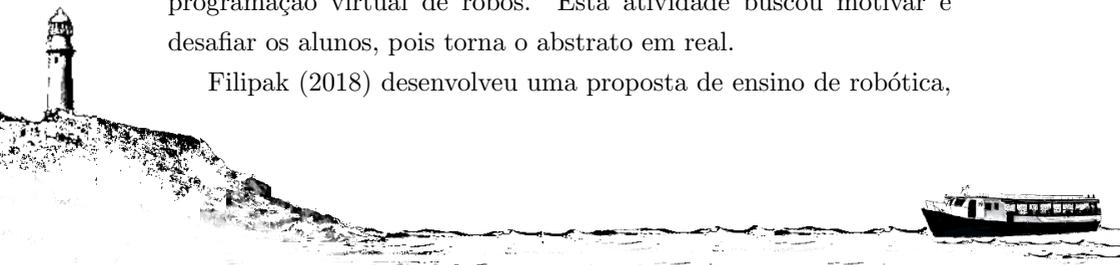 programação virtual de robôs. Esta atividade buscou motivar e
desafiar os alunos, pois torna o abstrato em real.
Filipak (2018) desenvolveu uma proposta de ensino de robótica,